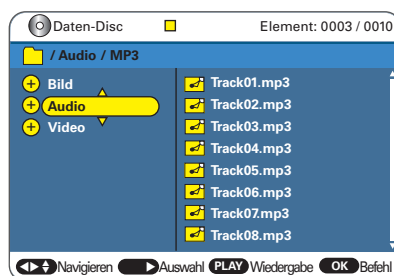 Daten-Disc Element: 0003 / 0010
/ Audio / MP3
Bild
Audio
Video
Track01.mp3
Track02.mp3
Track03.mp3
Track04.mp3
Track05.mp3
Track06.mp3
Track07.mp3
Track08.mp3
Navigieren Auswahl PLAY Wiedergabe OK Befehl